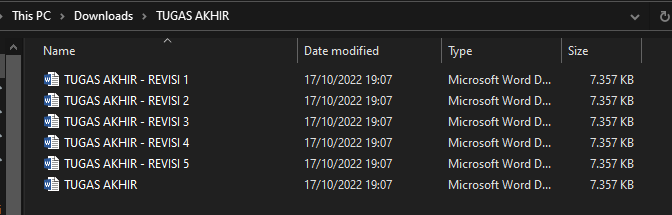 This PC > Downloads > TUGAS AKHIR
Name Date modified Type Size
TUGAS AKHIR - REVISI 1 17/10/2022 19:07 Microsoft Word D... 7.357 KB
TUGAS AKHIR - REVISI 2 17/10/2022 19:07 Microsoft Word D... 7.357 KB
TUGAS AKHIR - REVISI 3 17/10/2022 19:07 Microsoft Word D... 7.357 KB
TUGAS AKHIR - REVISI 4 17/10/2022 19:07 Microsoft Word D... 7.357 KB
TUGAS AKHIR - REVISI 5 17/10/2022 19:07 Microsoft Word D... 7.357 KB
TUGAS AKHIR 17/10/2022 19:07 Microsoft Word D... 7.357 KB